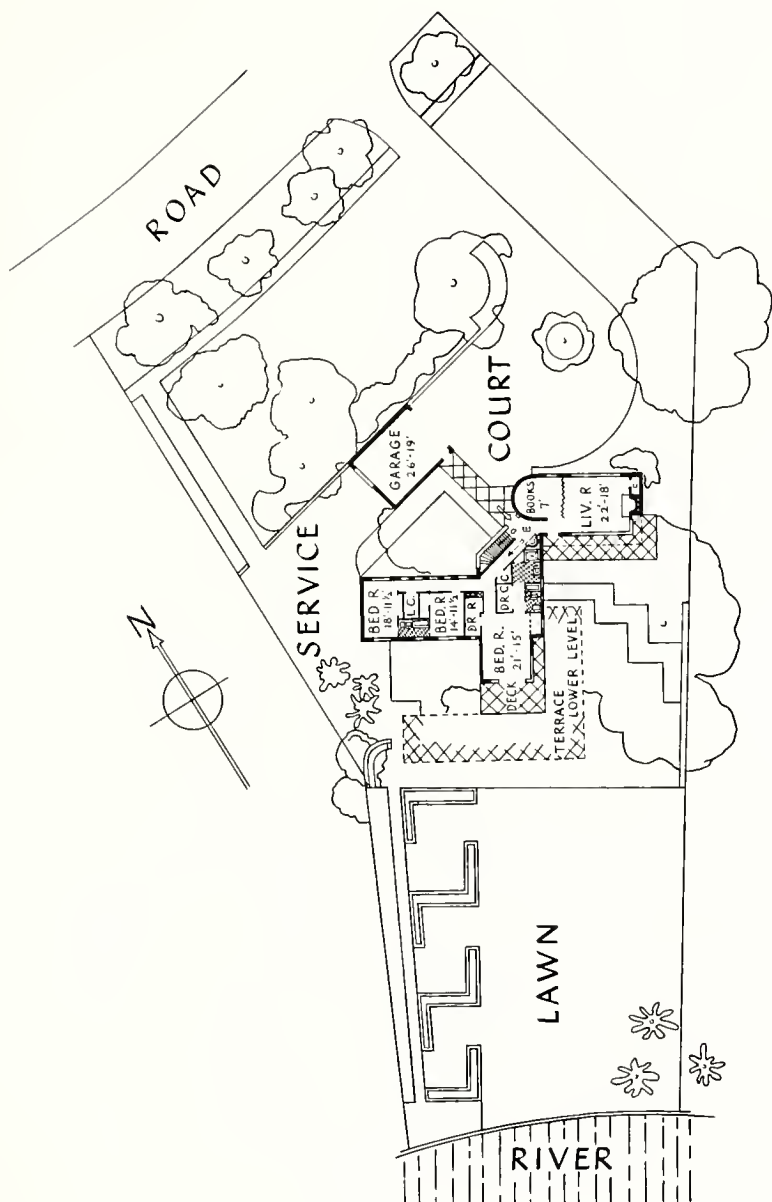 ROAD
N
COURT
GARAGE
26'-19'
SERVICE
BOOKS
7'
LIV. R
22'-18'
C
BED R
18'-11½
L.C.
BED. R
14'-11½
DR. R
DR. C. C.
BED. R.
21'-15'
DECK
TERRACE
LOWER LEVEL
LAWN
RIVER